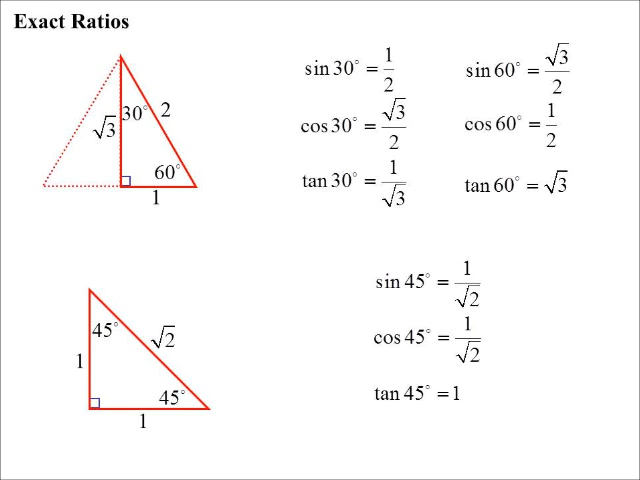 Exact Ratios
30° 2
√3
60°
1
sin 30° = 1/2
cos 30° = √3/2
tan 30° = 1/√3
sin 60° = √3/2
cos 60° = 1/2
tan 60° = √3
45° √2
1
45°
1
sin 45° = 1/√2
cos 45° = 1/√2
tan 45° = 1